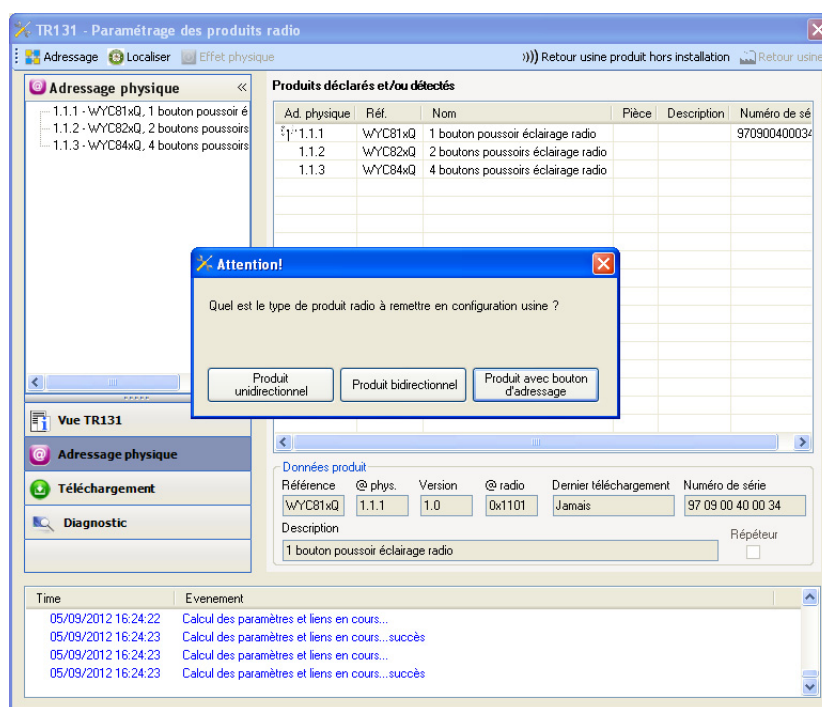 TR131 - Paramétrage des produits radio
Adressage Localiser Effet physique ))) Retour usine produit hors installation Retour usine
Adressage physique «
1.1.1 - WYC81xQ, 1 bouton poussoir é
1.1.2 - WYC82xQ, 2 boutons poussoirs
1.1.3 - WYC84xQ, 4 boutons poussoirs
Produits déclarés et/ou détectés
Ad. physique Réf. Nom Pièce Description Numéro de sé
1.1.1 WYC81xQ 1 bouton poussoir éclairage radio 970900400034
1.1.2 WYC82xQ 2 boutons poussoirs éclairage radio
1.1.3 WYC84xQ 4 boutons poussoirs éclairage radio
Attention!
Quel est le type de produit radio à remettre en configuration usine ?
Produit unidirectionnel
Produit bidirectionnel
Produit avec bouton d'adressage
Vue TR131
Adressage physique
Téléchargement
Diagnostic
Données produit
Référence @ phys. Version @ radio Dernier téléchargement Numéro de série
WYC81xQ 1.1.1 1.0 0x1101 Jamais 97 09 00 40 00 34
Description
Répéteur
1 bouton poussoir éclairage radio
Time Evenement
05/09/2012 16:24:22 Calcul des paramètres et liens en cours...
05/09/2012 16:24:23 Calcul des paramètres et liens en cours...succès
05/09/2012 16:24:23 Calcul des paramètres et liens en cours...
05/09/2012 16:24:23 Calcul des paramètres et liens en cours...succès